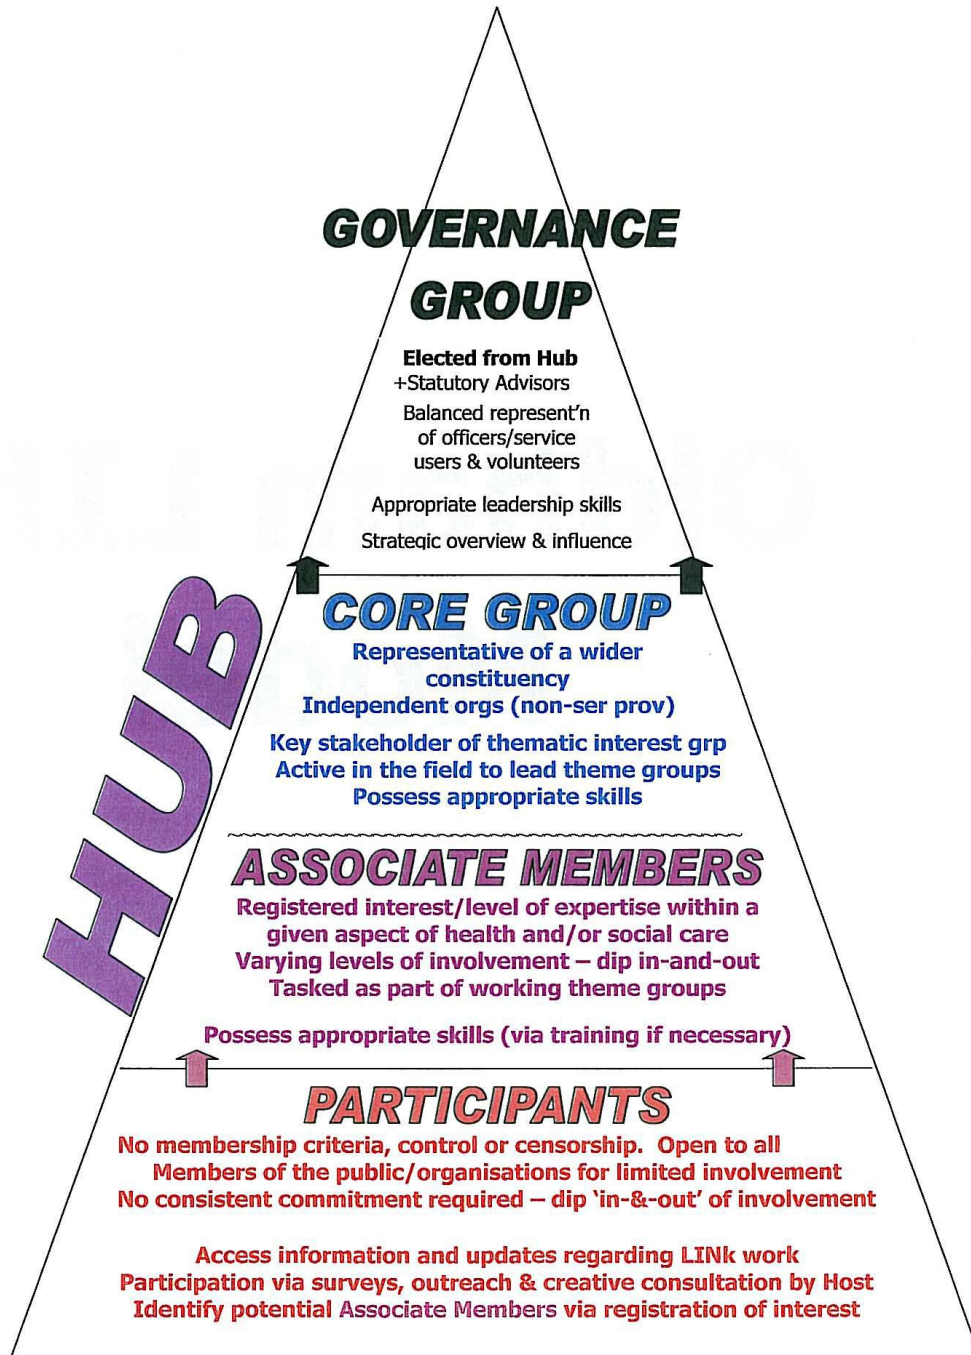 GOVERNANCE
GROUP
Elected from Hub
+Statutory Advisors
Balanced represent'n
of officers/service
users & volunteers
Appropriate leadership skills
Strategic overview & influence
HUB
CORE GROUP
Representative of a wider
constituency
Independent orgs (non-ser prov)
Key stakeholder of thematic interest grp
Active in the field to lead theme groups
Possess appropriate skills
ASSOCIATE MEMBERS
Registered interest/level of expertise within a
given aspect of health and/or social care
Varying levels of involvement – dip in-and-out
Tasked as part of working theme groups
Possess appropriate skills (via training if necessary)
PARTICIPANTS
No membership criteria, control or censorship.  Open to all
Members of the public/organisations for limited involvement
No consistent commitment required – dip 'in-&-out' of involvement
Access information and updates regarding LINk work
Participation via surveys, outreach & creative consultation by Host
Identify potential Associate Members via registration of interest